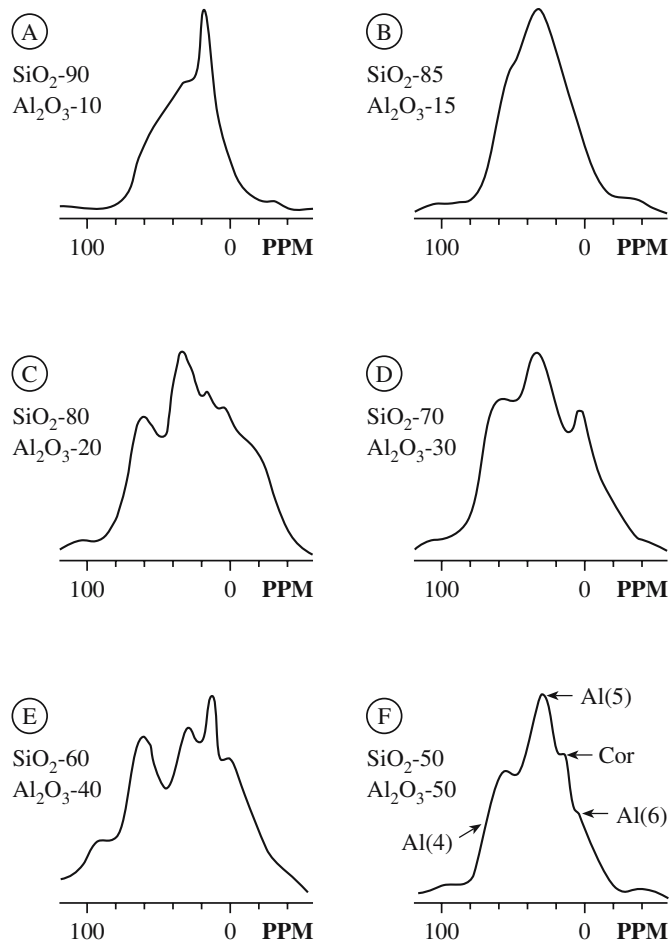 A
SiO₂-90
Al₂O₃-10
100 0 PPM
B
SiO₂-85
Al₂O₃-15
100 0 PPM
C
SiO₂-80
Al₂O₃-20
100 0 PPM
D
SiO₂-70
Al₂O₃-30
100 0 PPM
E
SiO₂-60
Al₂O₃-40
100 0 PPM
F
SiO₂-50
Al₂O₃-50
Al(5)
Cor
Al(6)
Al(4)
100 0 PPM